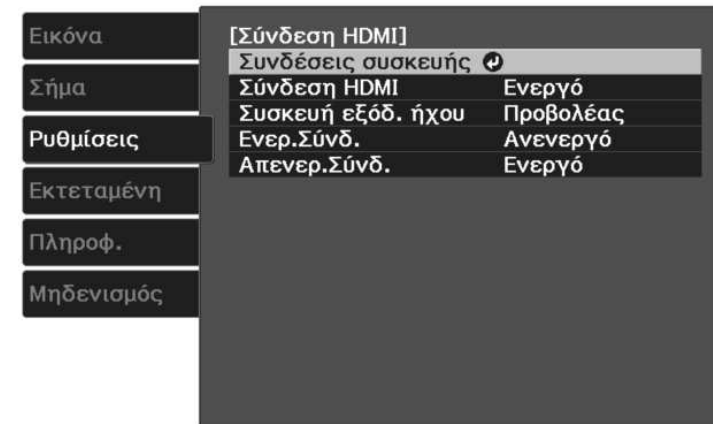 Εικόνα
Σήμα
Ρυθμίσεις
Εκτεταμένη
Πληροφ.
Μηδενισμός
[Σύνδεση HDMI]
Συνδέσεις συσκευής
Σύνδεση HDMI Ενεργό
Συσκευή εξόδ. ήχου Προβολέας
Ενερ.Σύνδ. Ανενεργό
Απενερ.Σύνδ. Ενεργό